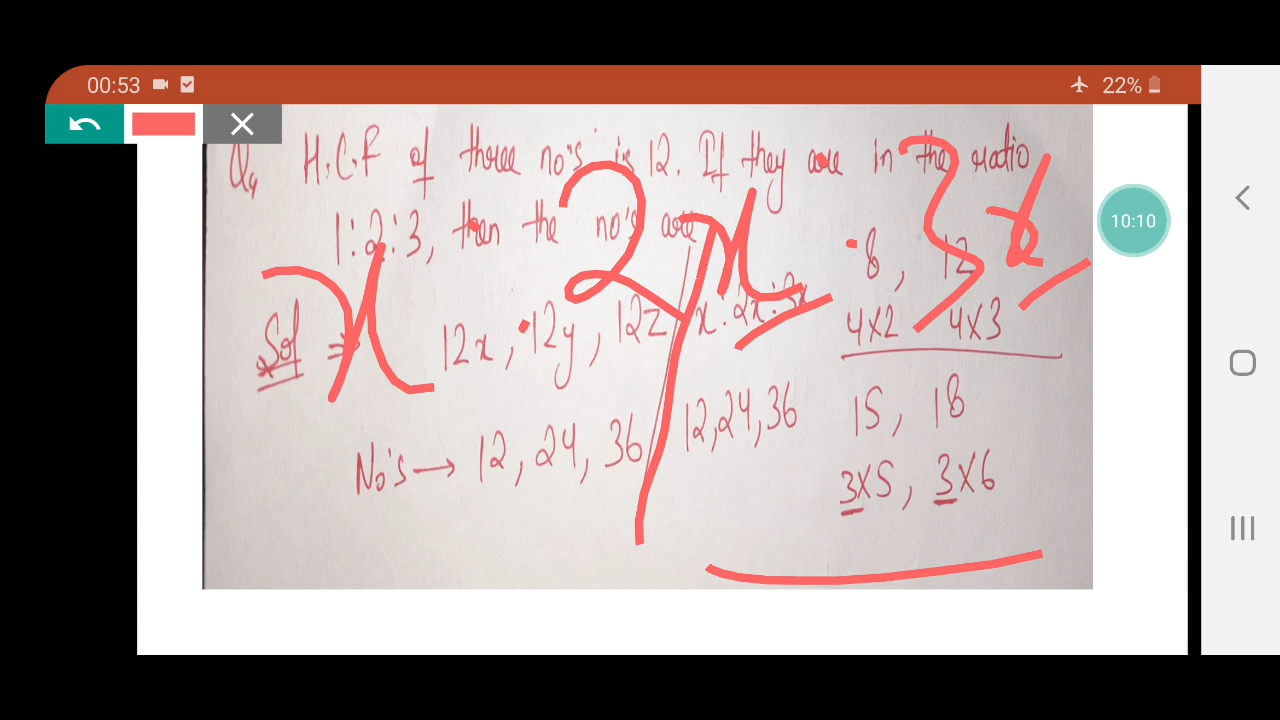 00:53 22%
Q4 H.C.F of three no's is 12. If they are in the ratio
1:2:3, then the no's are
10:10
8, 12
Sol ⇒ 12x, 12y, 12z x:2x:3x 4×2 4×3
x 2x 3x
No's → 12, 24, 36 12,24,36 15, 18
3×5, 3×6